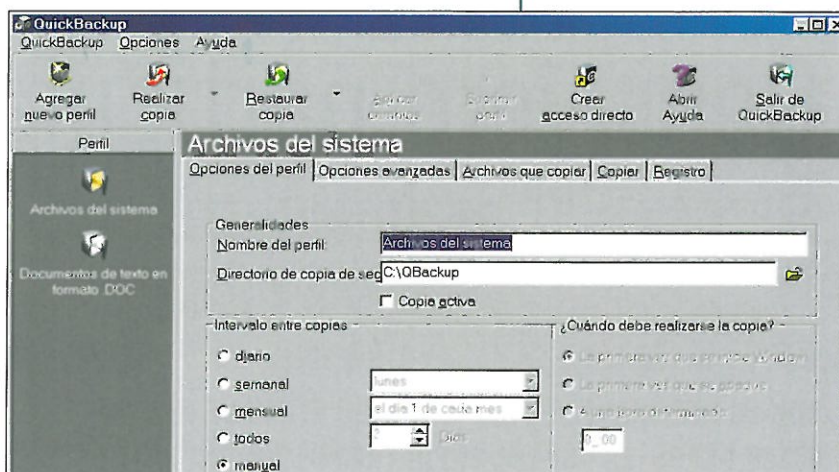 QuickBackup
QuickBackup Opciones Ayuda
Agregar nuevo perfil
Realizar copia
Restaurar copia
Crear acceso directo
Abrir Ayuda
Salir de QuickBackup
Perfil
Archivos del sistema
Documentos de texto en formato .DOC
Archivos del sistema
Opciones del perfil Opciones avanzadas Archivos que copiar Copiar Registro
Generalidades
Nombre del perfil: Archivos del sistema
Directorio de copia de seg C:\QBackup
Copia activa
Intervalo entre copias
diario
semanal lunes
mensual el día 1 de cada mes
todos Días
manual
¿Cuándo debe realizarse la copia?